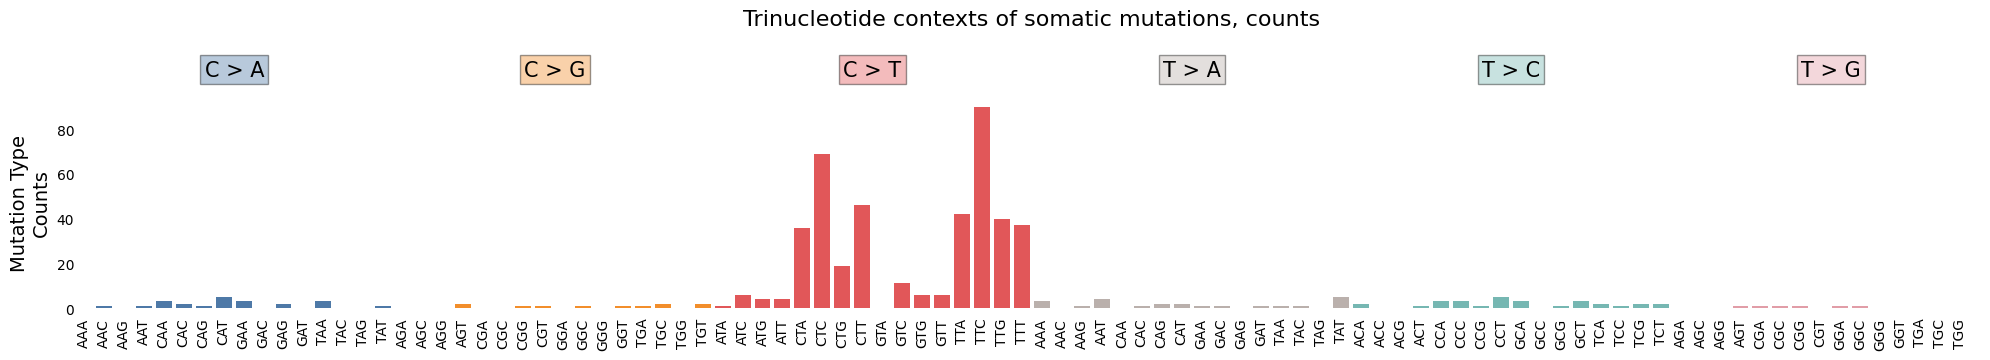 Trinucleotide contexts of somatic mutations, counts
C > A
C > G
C > T
T > A
T > C
T > G
Mutation Type
Counts
80
60
40
20
0
AAA
AAC
AAG
AAT
CAA
CAC
CAG
CAT
GAA
GAC
GAG
GAT
TAA
TAC
TAG
TAT
AGA
AGC
AGG
AGT
CGA
CGC
CGG
CGT
GGA
GGC
GGG
GGT
TGA
TGC
TGG
TGT
ATA
ATC
ATG
ATT
CTA
CTC
CTG
CTT
GTA
GTC
GTG
GTT
TTA
TTC
TTG
TTT
AAA
AAC
AAG
AAT
CAA
CAC
CAG
CAT
GAA
GAC
GAG
GAT
TAA
TAC
TAG
TAT
ACA
ACC
ACG
ACT
CCA
CCC
CCG
CCT
GCA
GCC
GCG
GCT
TCA
TCC
TCG
TCT
AGA
AGC
AGG
AGT
CGA
CGC
CGG
CGT
GGA
GGC
GGG
GGT
TGA
TGC
TGG